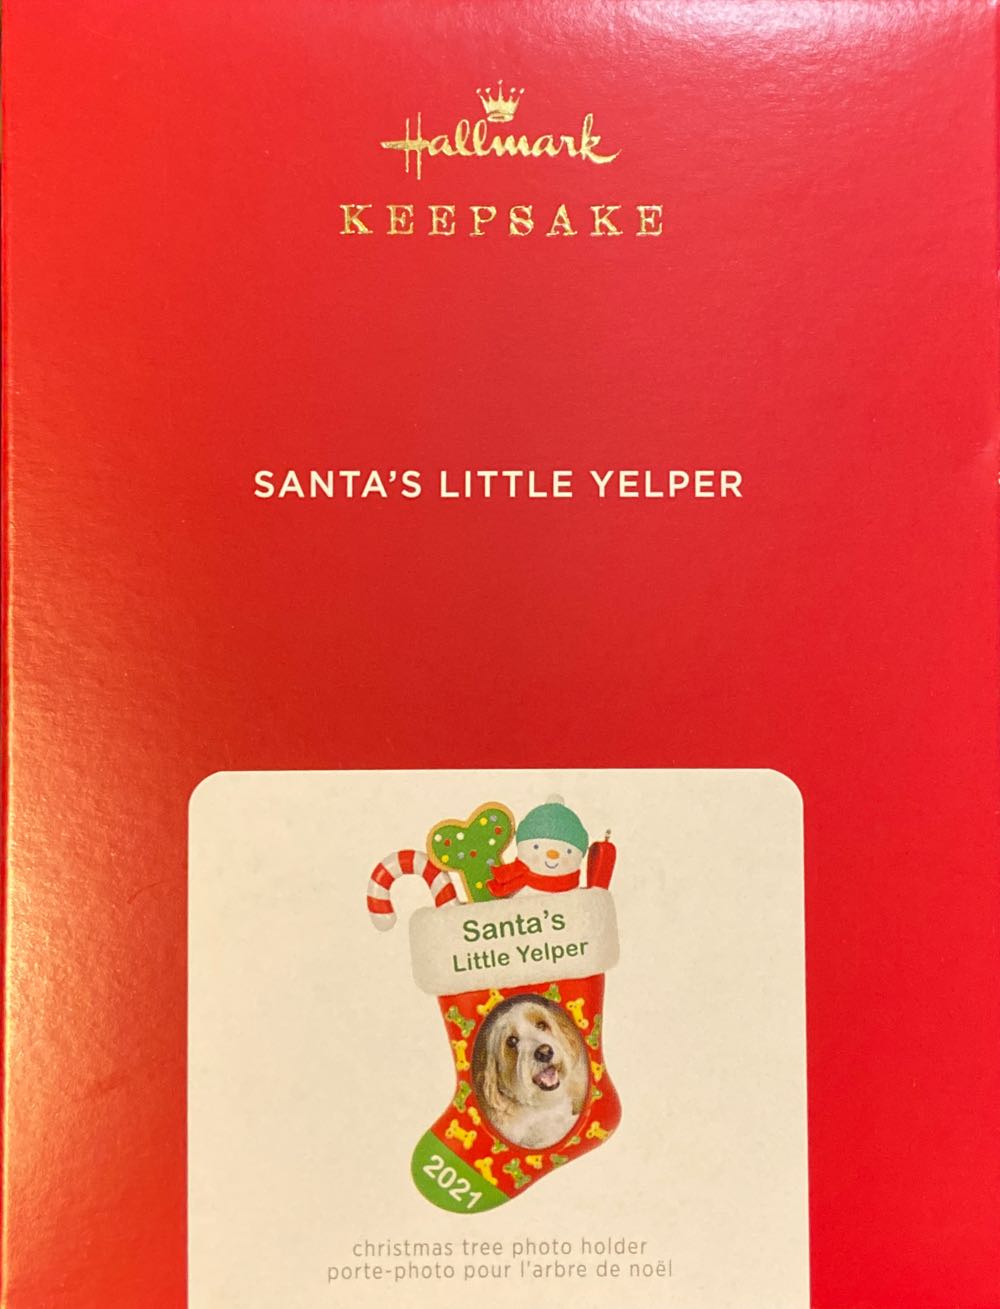 Hallmark
KEEPSAKE
SANTA'S LITTLE YELPER
Santa's
Little Yelper
2021
christmas tree photo holder
porte-photo pour l'arbre de noël